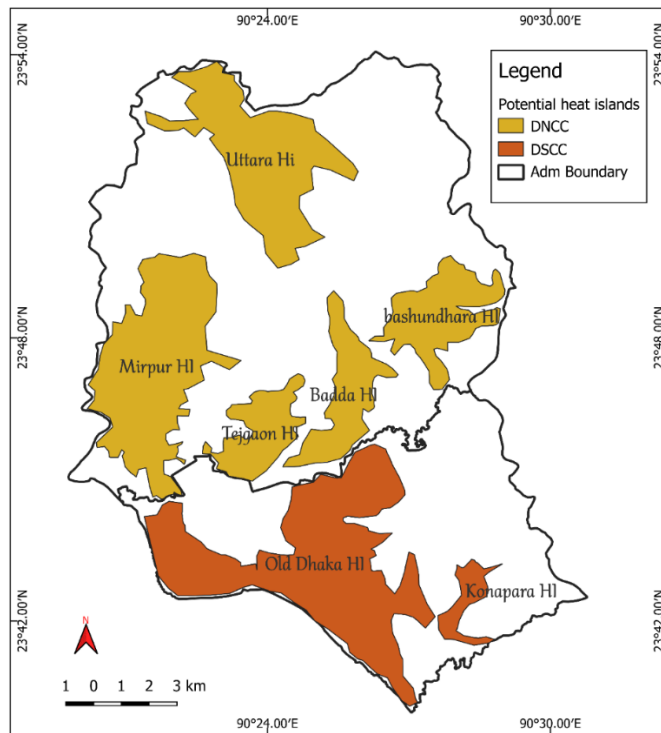 90°24.00'E
90°30.00'E
23°54.00'N
23°54.00'N
Legend
Potential heat islands
DNCC
DSCC
Adm Boundary
Uttara Hi
bashundhara HI
23°48.00'N
23°48.00'N
Mirpur HI
Badda HI
Tejgaon HI
Old Dhaka HI
Konapara HI
23°42.00'N
23°42.00'N
N
1 0 1 2 3 km
90°24.00'E
90°30.00'E